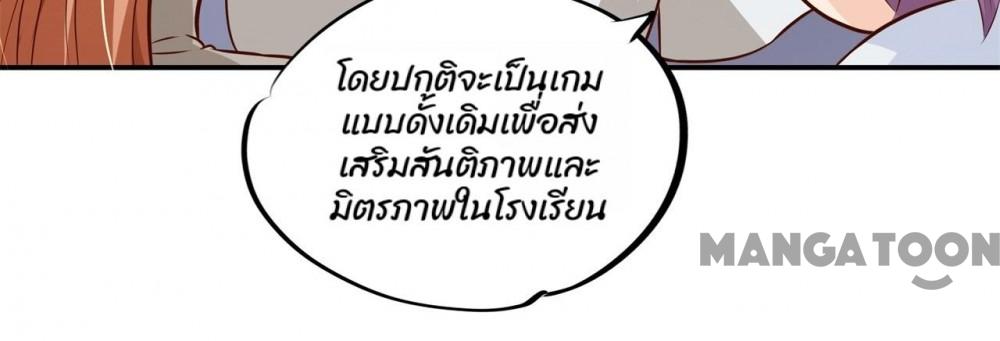 โดยปกติจะเป็นเกม
แบบดั้งเดิมเพื่อส่ง
เสริมสันติภาพและ
มิตรภาพในโรงเรียน
MANGATOON